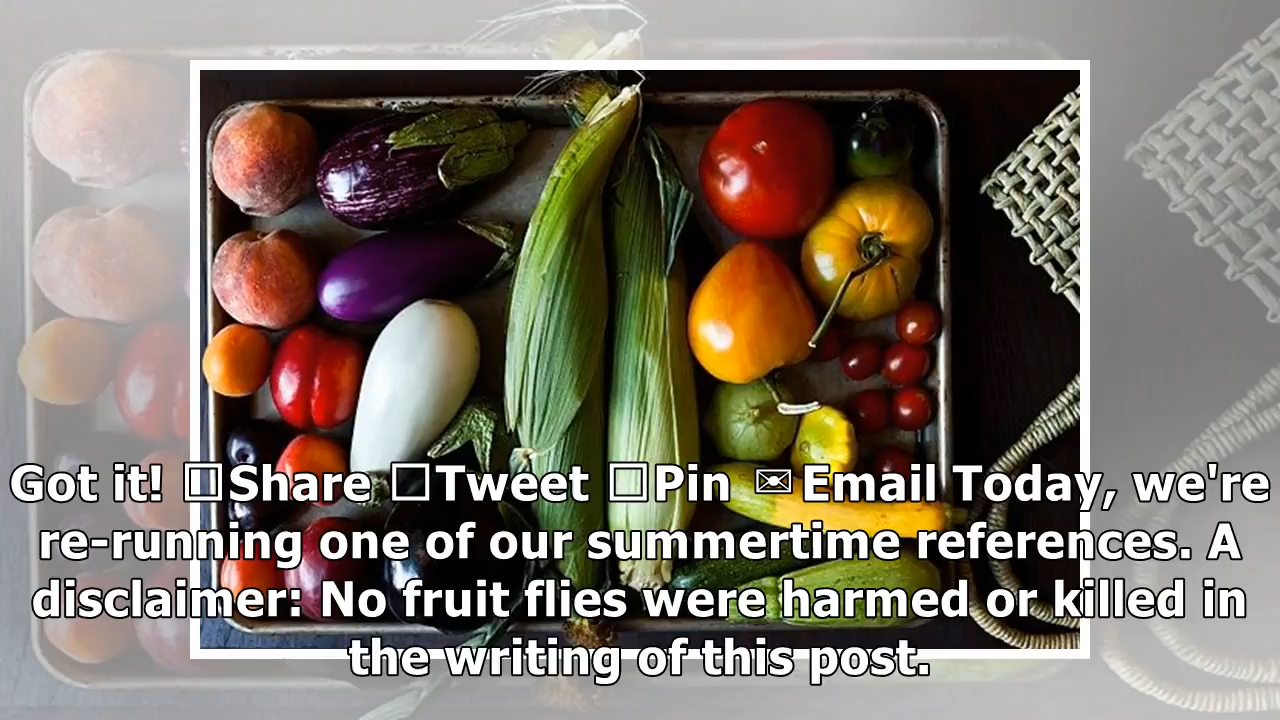 Got it! □Share □Tweet □Pin ✉Email Today, we're
re-running one of our summertime references. A
disclaimer: No fruit flies were harmed or killed in
the writing of this post.